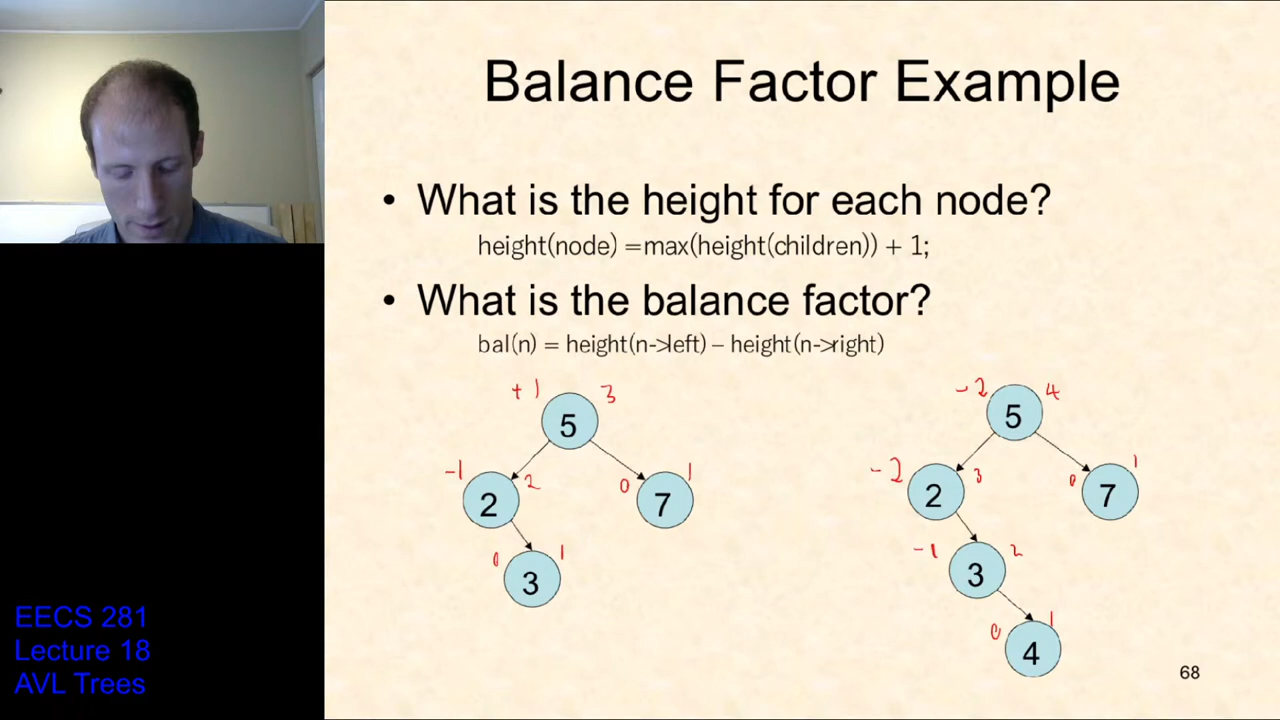 Balance Factor Example
• What is the height for each node?
height(node) =max(height(children)) + 1;
• What is the balance factor?
bal(n) = height(n->left) – height(n->right)
+1 3
5
-1 2
2
0 1
7
0 1
3
-2 4
5
-2 3
2
0 1
7
-1 2
3
0 1
4
EECS 281
Lecture 18
AVL Trees
68